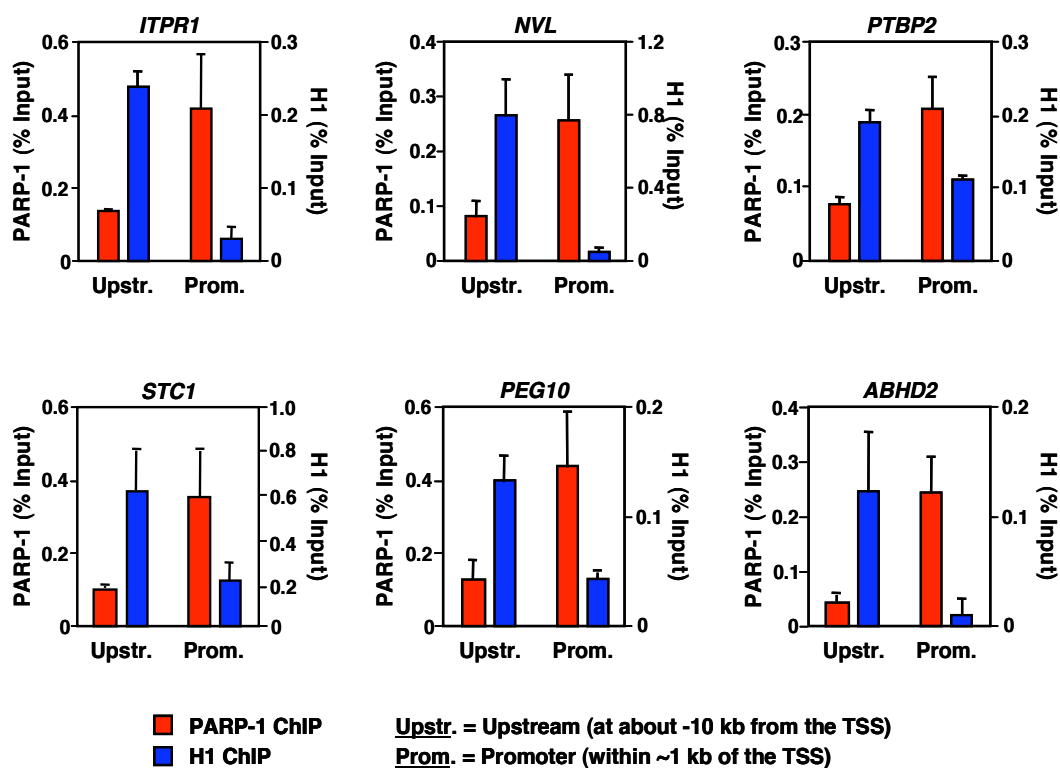 ITPR1
0.6
0.4
0.2
0
PARP-1 (% Input)
0.3
0.2
0.1
0
H1 (% Input)
Upstr. Prom.
NVL
0.4
0.3
0.2
0.1
0
PARP-1 (% Input)
1.2
0.8
0.4
0
H1 (% Input)
Upstr. Prom.
PTBP2
0.3
0.2
0.1
0
PARP-1 (% Input)
0.3
0.2
0.1
0
H1 (% Input)
Upstr. Prom.
STC1
0.6
0.4
0.2
0
PARP-1 (% Input)
1.0
0.8
0.6
0.4
0.2
0
H1 (% Input)
Upstr. Prom.
PEG10
0.6
0.4
0.2
0
PARP-1 (% Input)
0.2
0.1
0
H1 (% Input)
Upstr. Prom.
ABHD2
0.4
0.3
0.2
0.1
0
PARP-1 (% Input)
0.2
0.1
0
H1 (% Input)
Upstr. Prom.
PARP-1 ChIP
H1 ChIP
Upstr. = Upstream (at about -10 kb from the TSS)
Prom. = Promoter (within ~1 kb of the TSS)